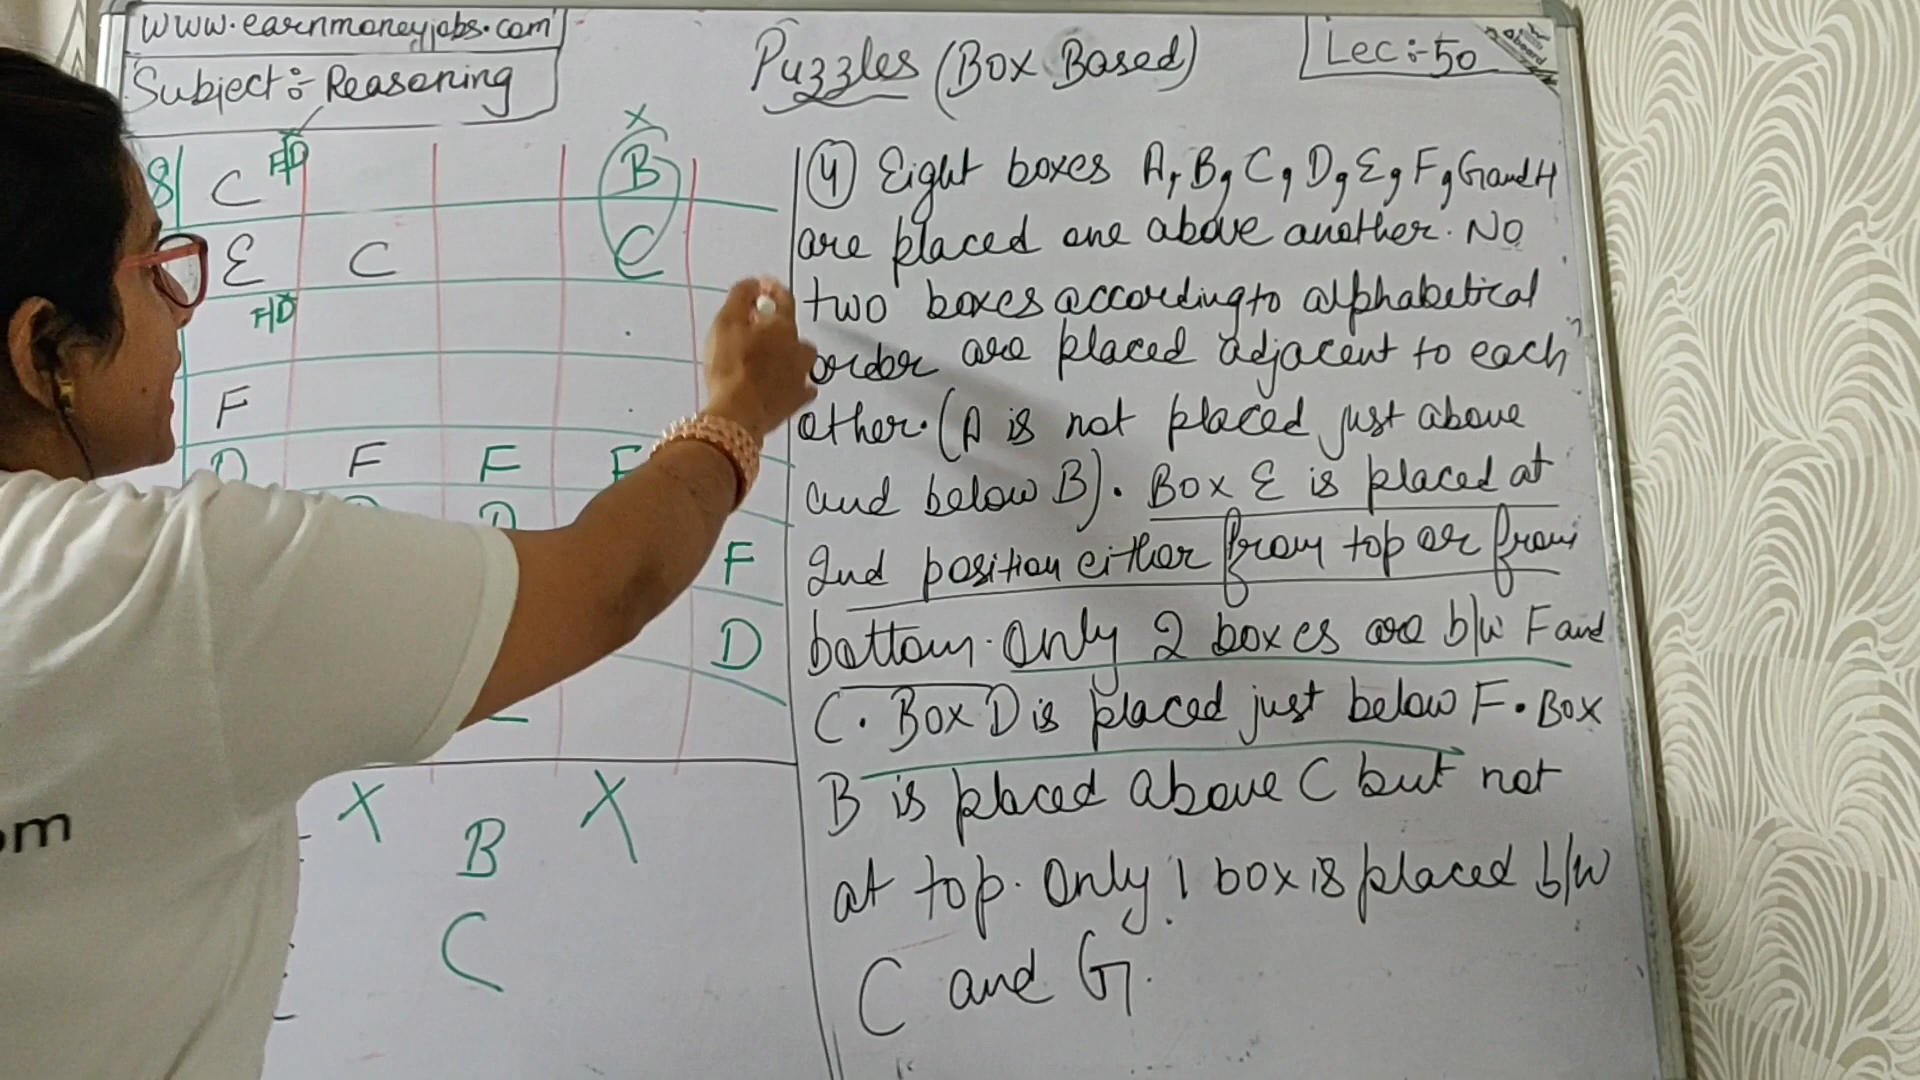 www.earnmoneyjobs.com
Subject :- Reasoning
Puzzles (Box Based)
Lec :- 50
8 C F/D B
E C C
F/D
F
D F F F
D D
F
D
X X
B
C
(4) Eight boxes A, B, C, D, E, F, G and H
are placed one above another. No
two boxes according to alphabetical
order are placed adjacent to each
other. (A is not placed just above
and below B). Box E is placed at
2nd position either from top or from
bottom. Only 2 boxes are b/w F and
C. Box D is placed just below F. Box
B is placed above C but not
at top. Only 1 box is placed b/w
C and G.
om